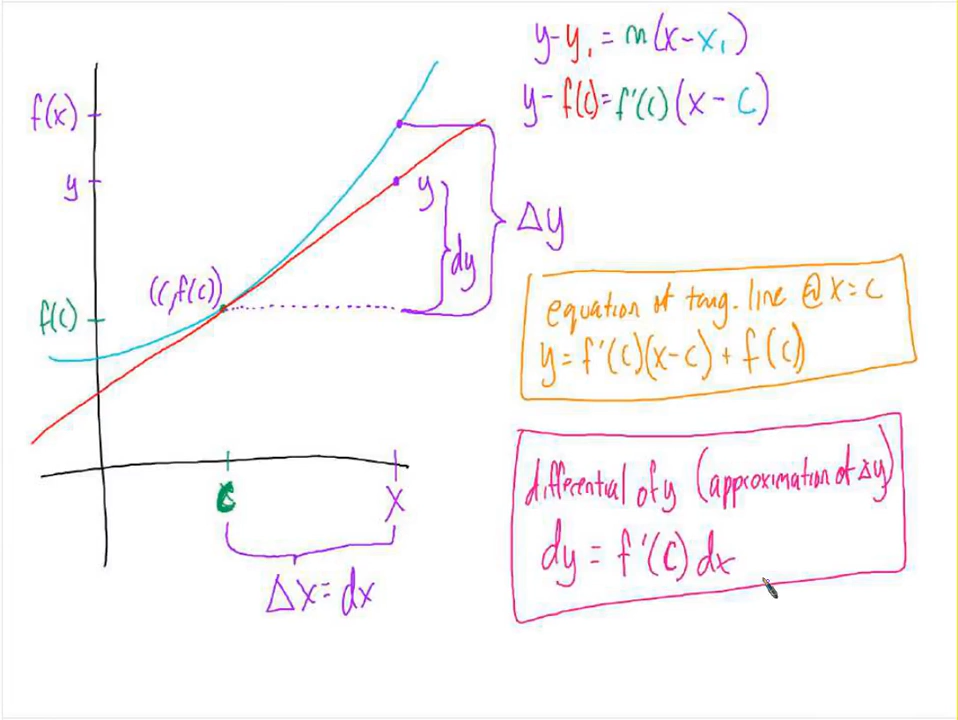 y-y₁ = m(x-x₁)
y-f(c)=f'(c)(x-c)
f(x)
y
f(c)
(c,f(c))
y
dy
Δy
c
x
Δx=dx
equation of tang. line @ x=c
y=f'(c)(x-c)+f(c)
differential of y (approximation of Δy)
dy = f'(c) dx